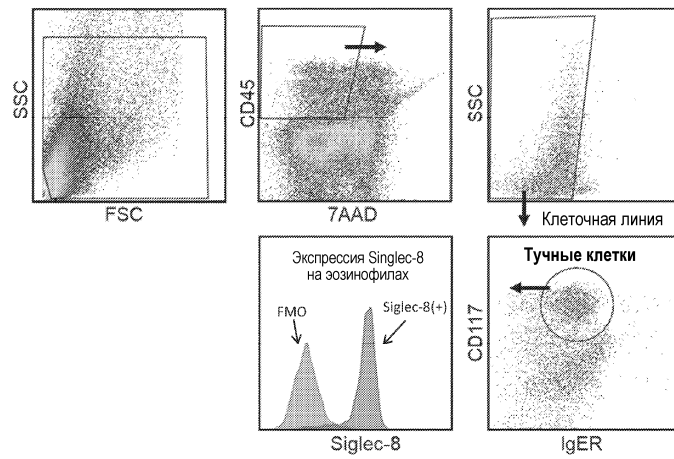 SSC
FSC
CD45
7AAD
SSC
Клеточная линия
Экспрессия Singlec-8
на эозинофилах
FMO
Siglec-8(+)
Siglec-8
Тучные клетки
CD117
IgER